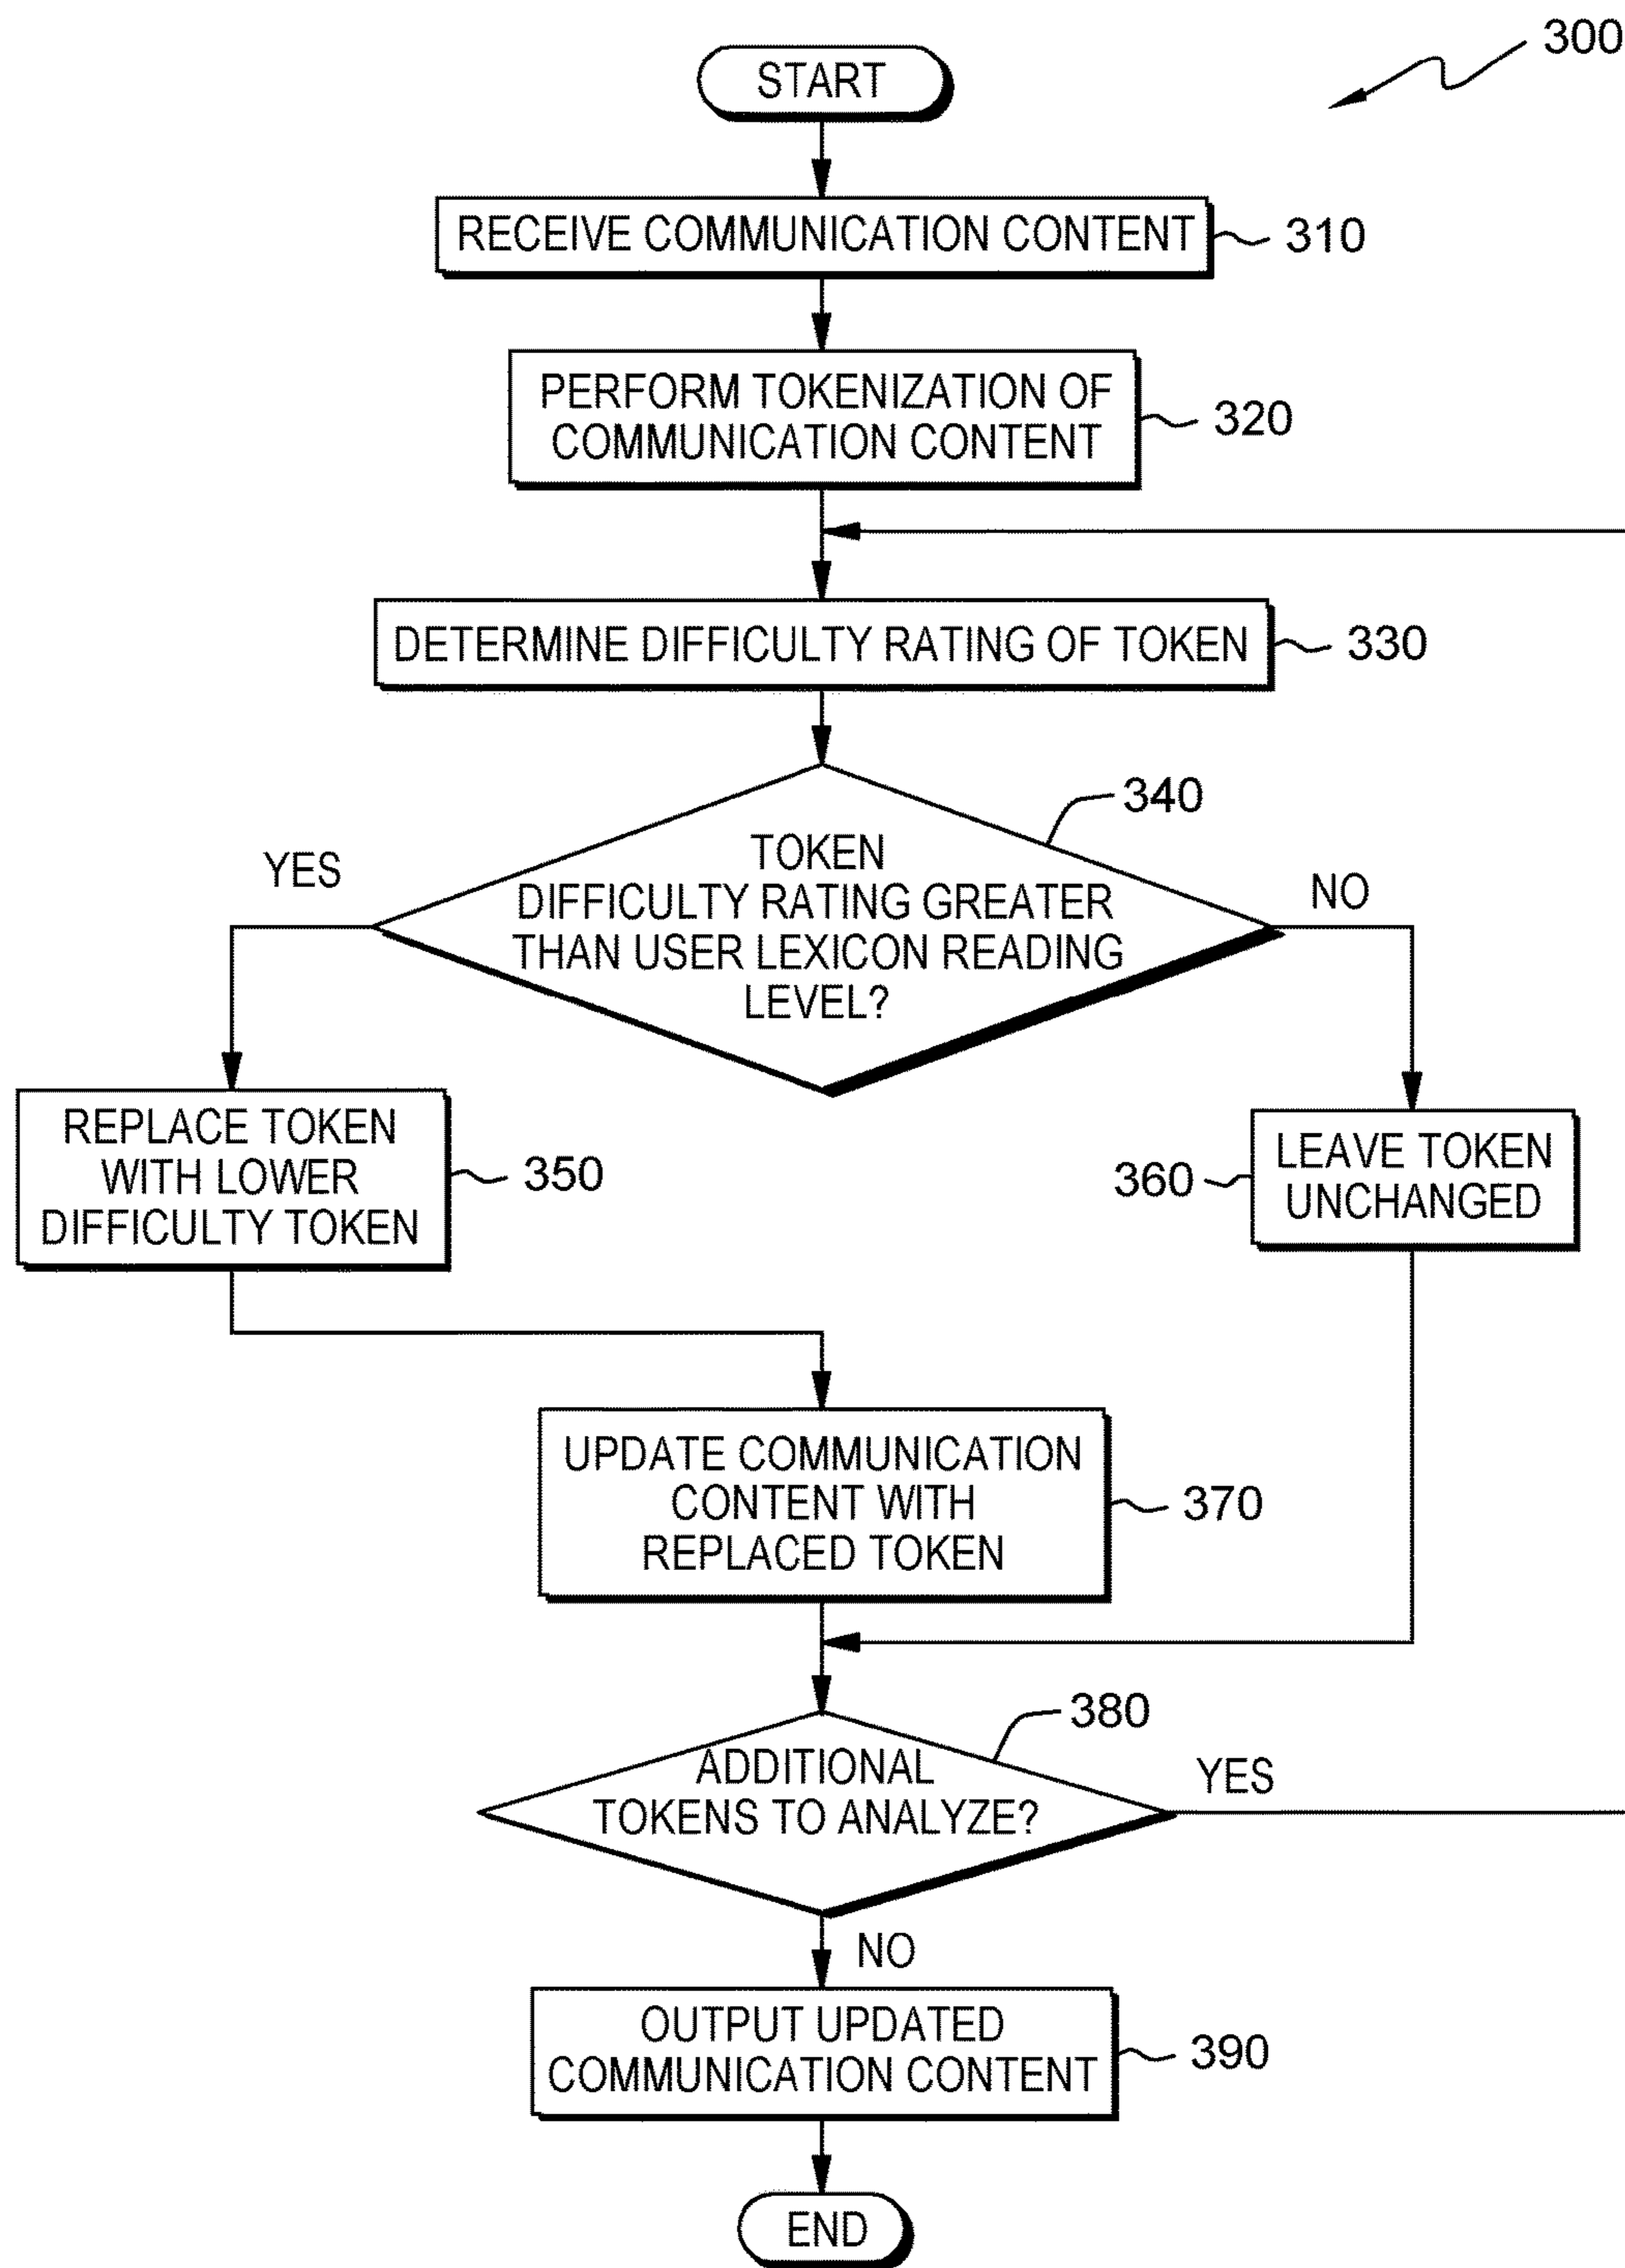 300
START
RECEIVE COMMUNICATION CONTENT
310
PERFORM TOKENIZATION OF
COMMUNICATION CONTENT
320
DETERMINE DIFFICULTY RATING OF TOKEN
330
340
TOKEN
DIFFICULTY RATING GREATER
THAN USER LEXICON READING
LEVEL?
YES
NO
REPLACE TOKEN
WITH LOWER
DIFFICULTY TOKEN
350
360
LEAVE TOKEN
UNCHANGED
UPDATE COMMUNICATION
CONTENT WITH
REPLACED TOKEN
370
380
ADDITIONAL
TOKENS TO ANALYZE?
YES
NO
OUTPUT UPDATED
COMMUNICATION CONTENT
390
END